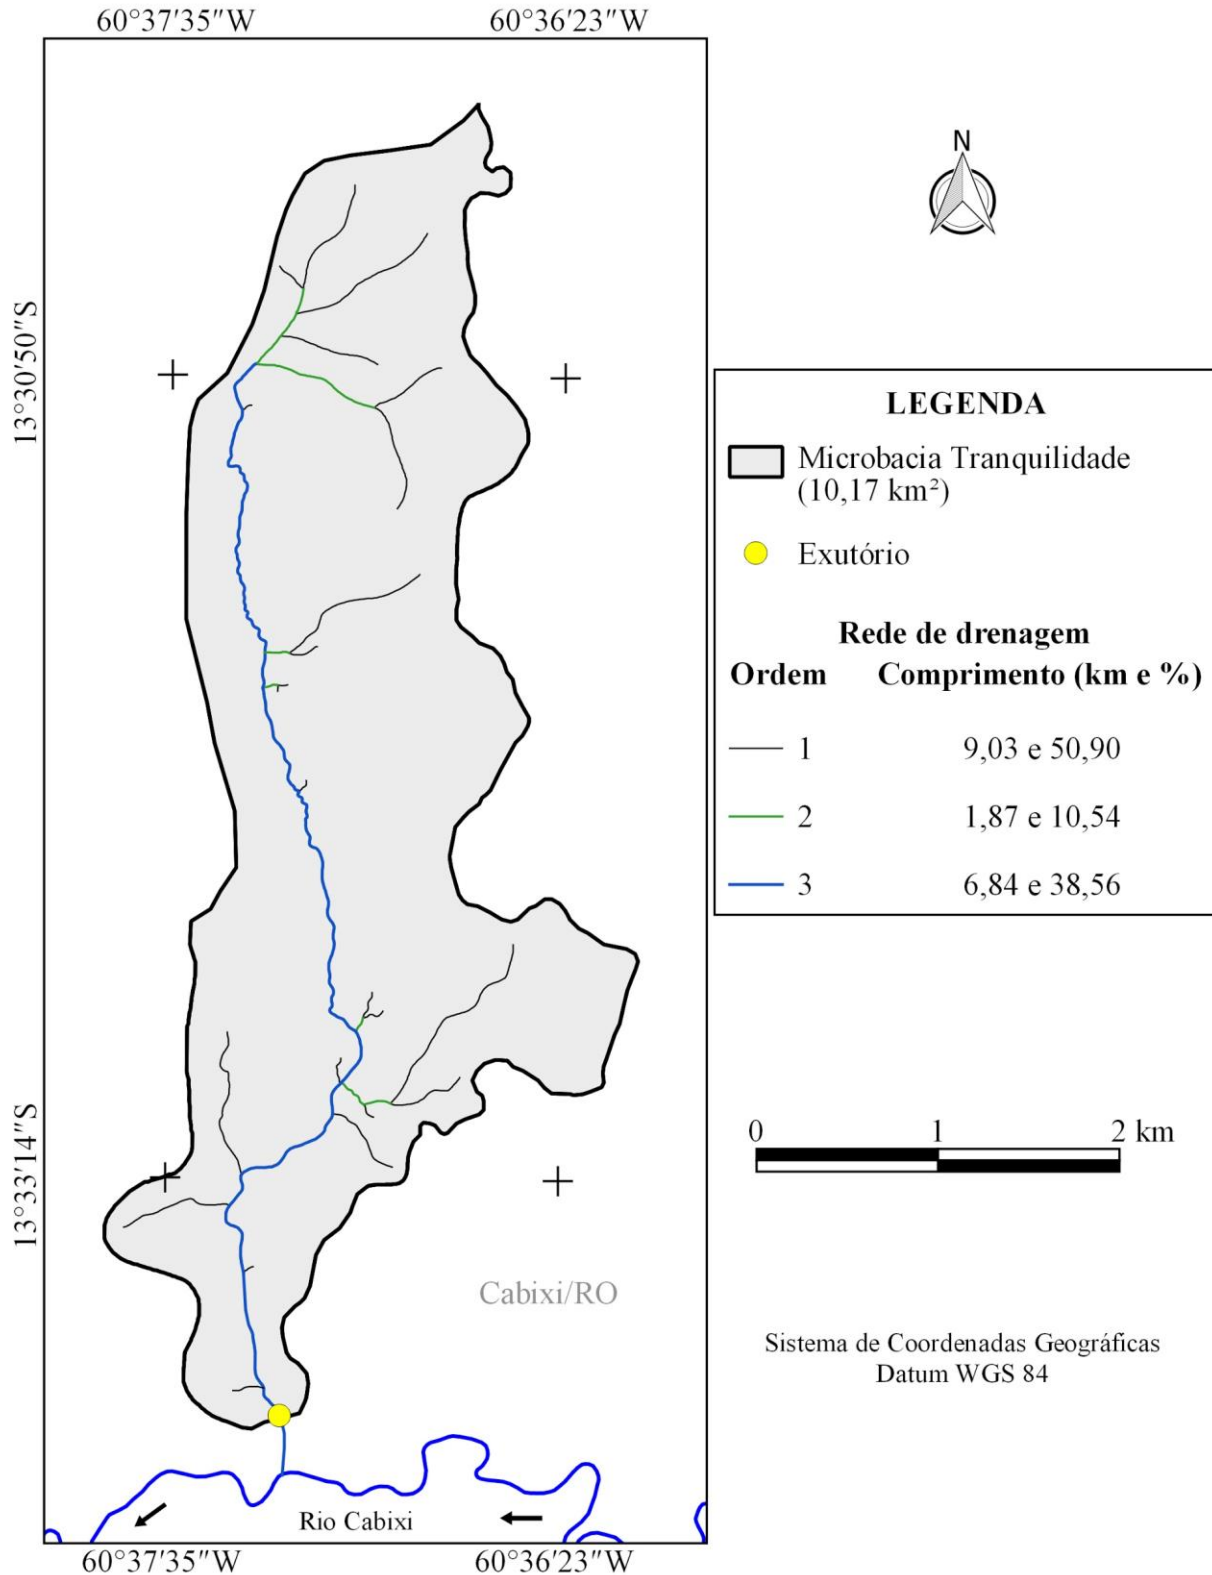 60°37'35"W 60°36'23"W
N
13°30'50"S
LEGENDA
Microbacia Tranquilidade
(10,17 km²)
Exutório
Rede de drenagem
Ordem Comprimento (km e %)
1 9,03 e 50,90
2 1,87 e 10,54
3 6,84 e 38,56
0 1 2 km
13°33'14"S
Cabixi/RO
Sistema de Coordenadas Geográficas
Datum WGS 84
Rio Cabixi
60°37'35"W 60°36'23"W